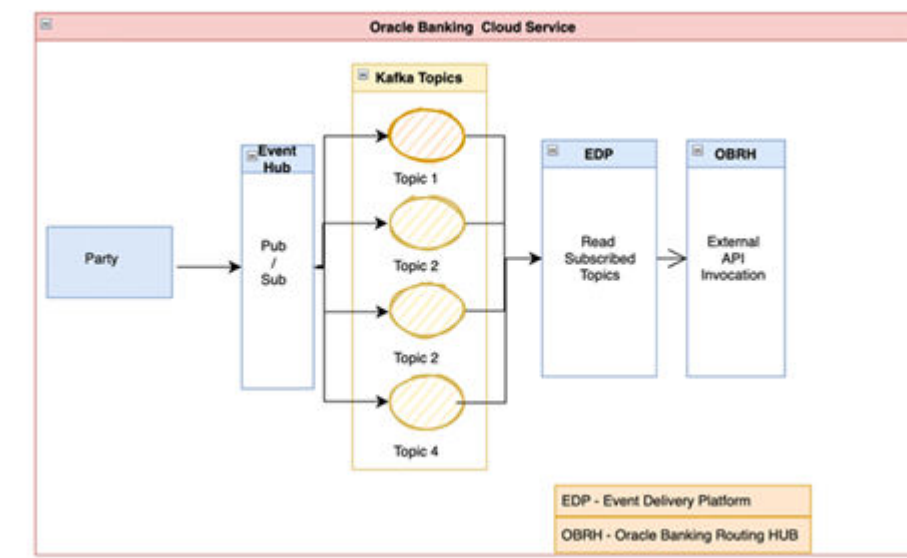 Oracle Banking Cloud Service
Kafka Topics
Event
Hub
EDP
OBRH
Topic 1
Party
Pub
/
Sub
Topic 2
Read
Subscribed
Topics
External
API
Invocation
Topic 2
Topic 4
EDP - Event Delivery Platform
OBRH - Oracle Banking Routing HUB